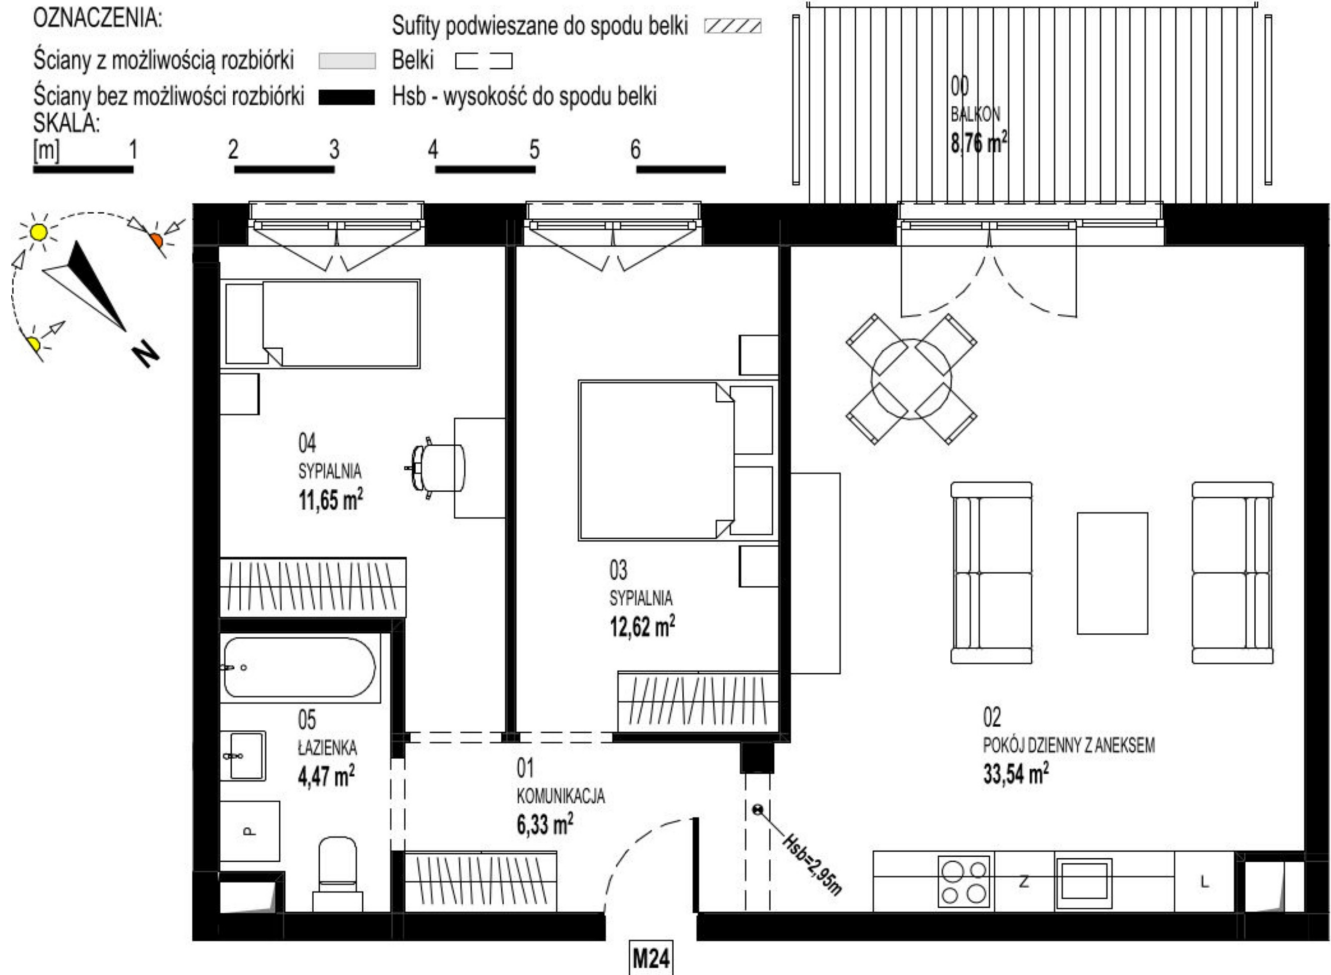 OZNACZENIA:
Sufity podwieszane do spodu belki
Ściany z możliwością rozbiórki
Belki
Ściany bez możliwości rozbiórki
Hsb - wysokość do spodu belki
SKALA:
[m] 1 2 3 4 5 6
00
BALKON
8,76 m²
N
04
SYPIALNIA
11,65 m²
03
SYPIALNIA
12,62 m²
05
ŁAZIENKA
4,47 m²
02
POKÓJ DZIENNY Z ANEKSEM
33,54 m²
01
KOMUNIKACJA
6,33 m²
P
Hsb=2,95m
Z
L
M24